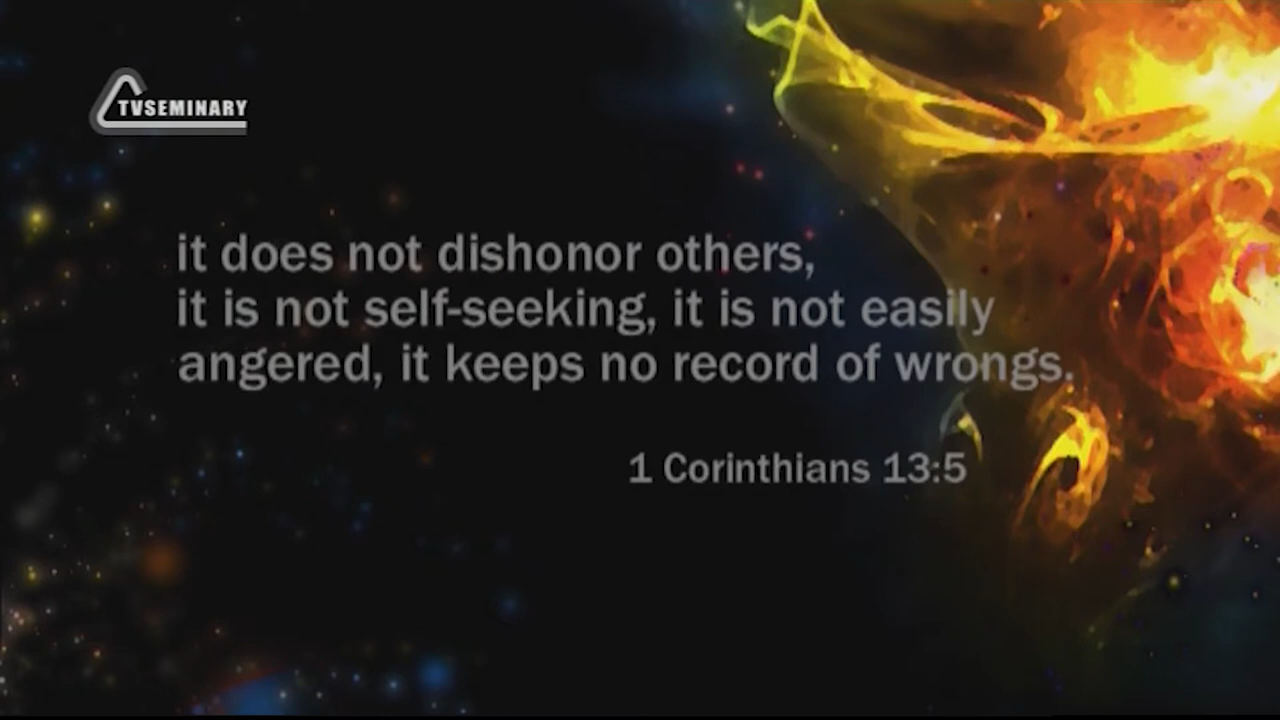 TVSEMINARY
it does not dishonor others,
it is not self-seeking, it is not easily
angered, it keeps no record of wrongs.
1 Corinthians 13:5